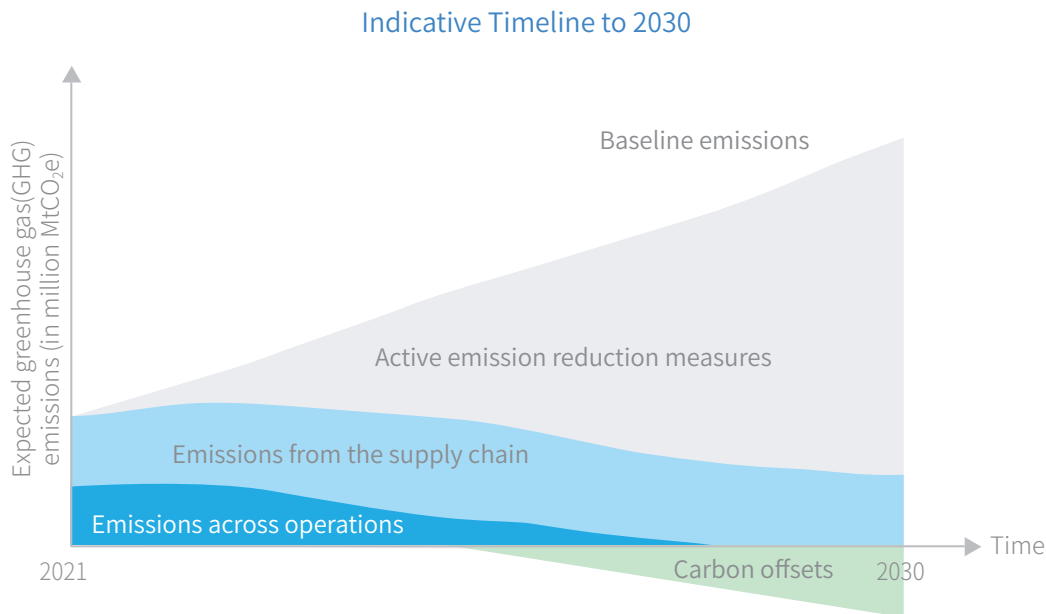 Indicative Timeline to 2030
Expected greenhouse gas(GHG)
emissions (in million MtCO₂e)
Baseline emissions
Active emission reduction measures
Emissions from the supply chain
Emissions across operations
Time
2021
Carbon offsets
2030